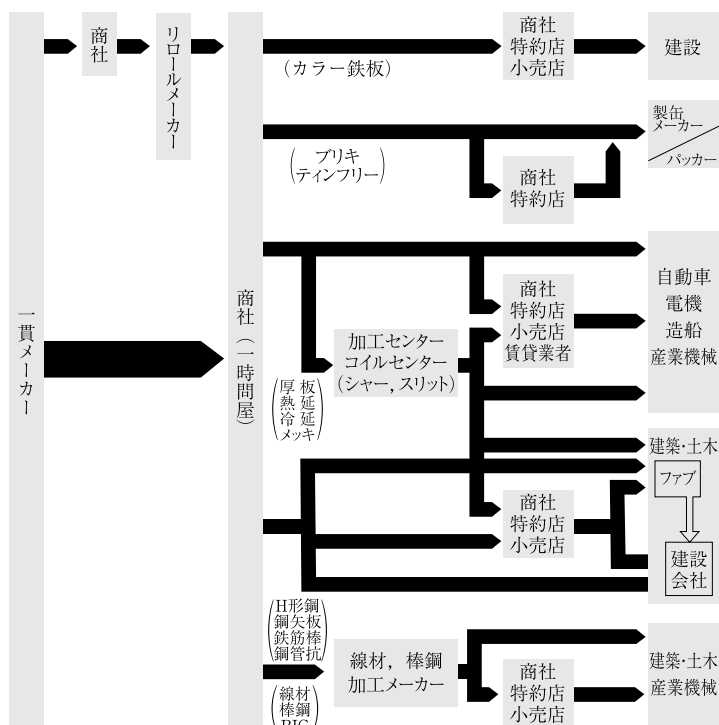 一貫メーカー
商社
リロールメーカー
商社（一時問屋）
（カラー鉄板）
商社
特約店
小売店
建設
（ブリキ
ティンフリー）
商社
特約店
製缶
メーカー
パッカー
商社
特約店
小売店
賃貸業者
自動車
電機
造船
産業機械
加工センター
コイルセンター
（シャー，スリット）
（厚板
熱延
冷延
メッキ）
建築・土木
ファブ
建設
会社
商社
特約店
小売店
（H形鋼
鋼矢板
鉄筋棒
鋼管抗）
線材，棒鋼
加工メーカー
（線材
棒鋼
商社
特約店
小売店
建築・土木
産業機械